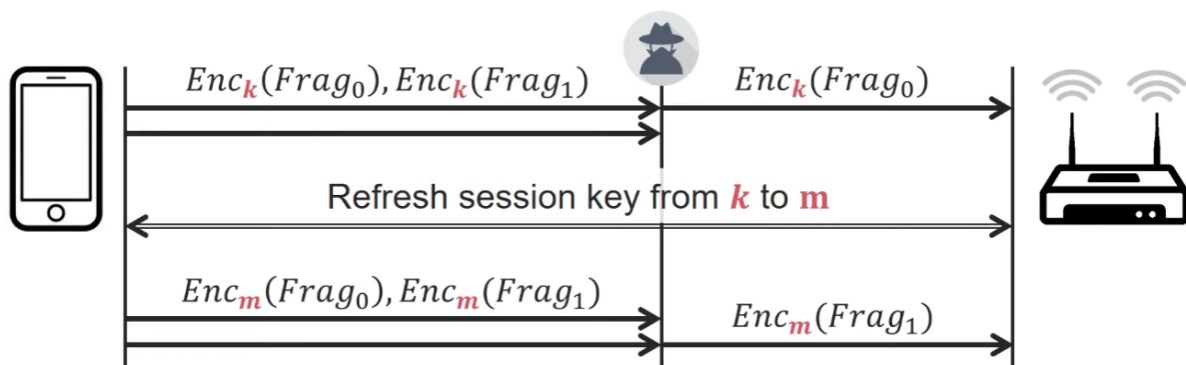 Enc_k(Frag_0), Enc_k(Frag_1)
Enc_k(Frag_0)
Refresh session key from k to m
Enc_m(Frag_0), Enc_m(Frag_1)
Enc_m(Frag_1)